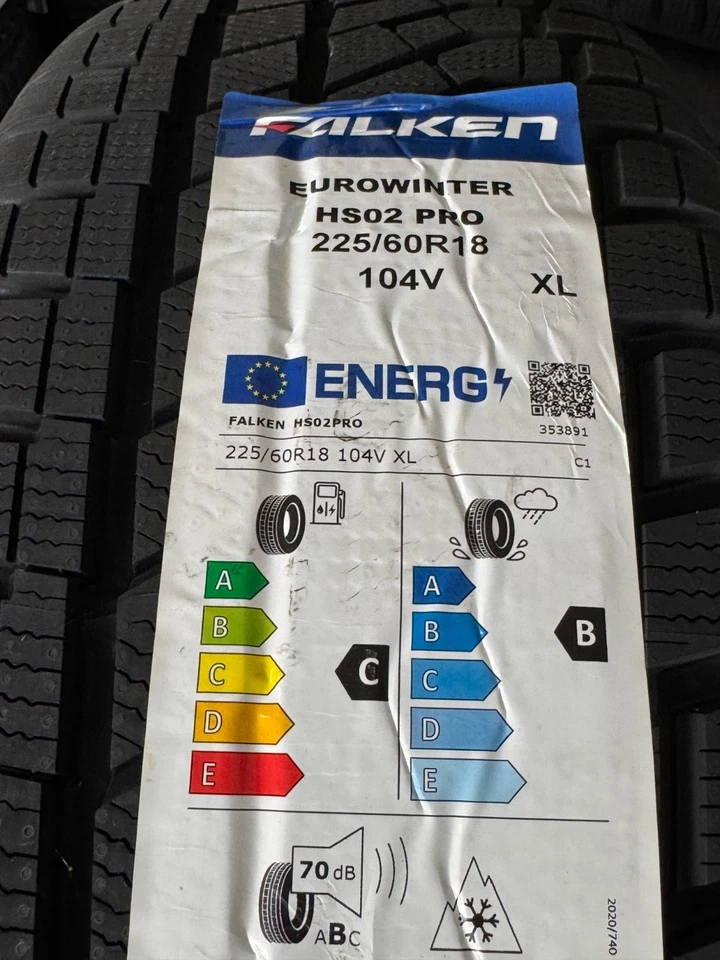 FALKEN
EUROWINTER
HS02 PRO
225/60R18
104V XL
ENERG
FALKEN HS02PRO
353891
225/60R18 104V XL
C1
A
B
C
D
E
C
A
B
C
D
E
B
70 dB
ABC
2020/740